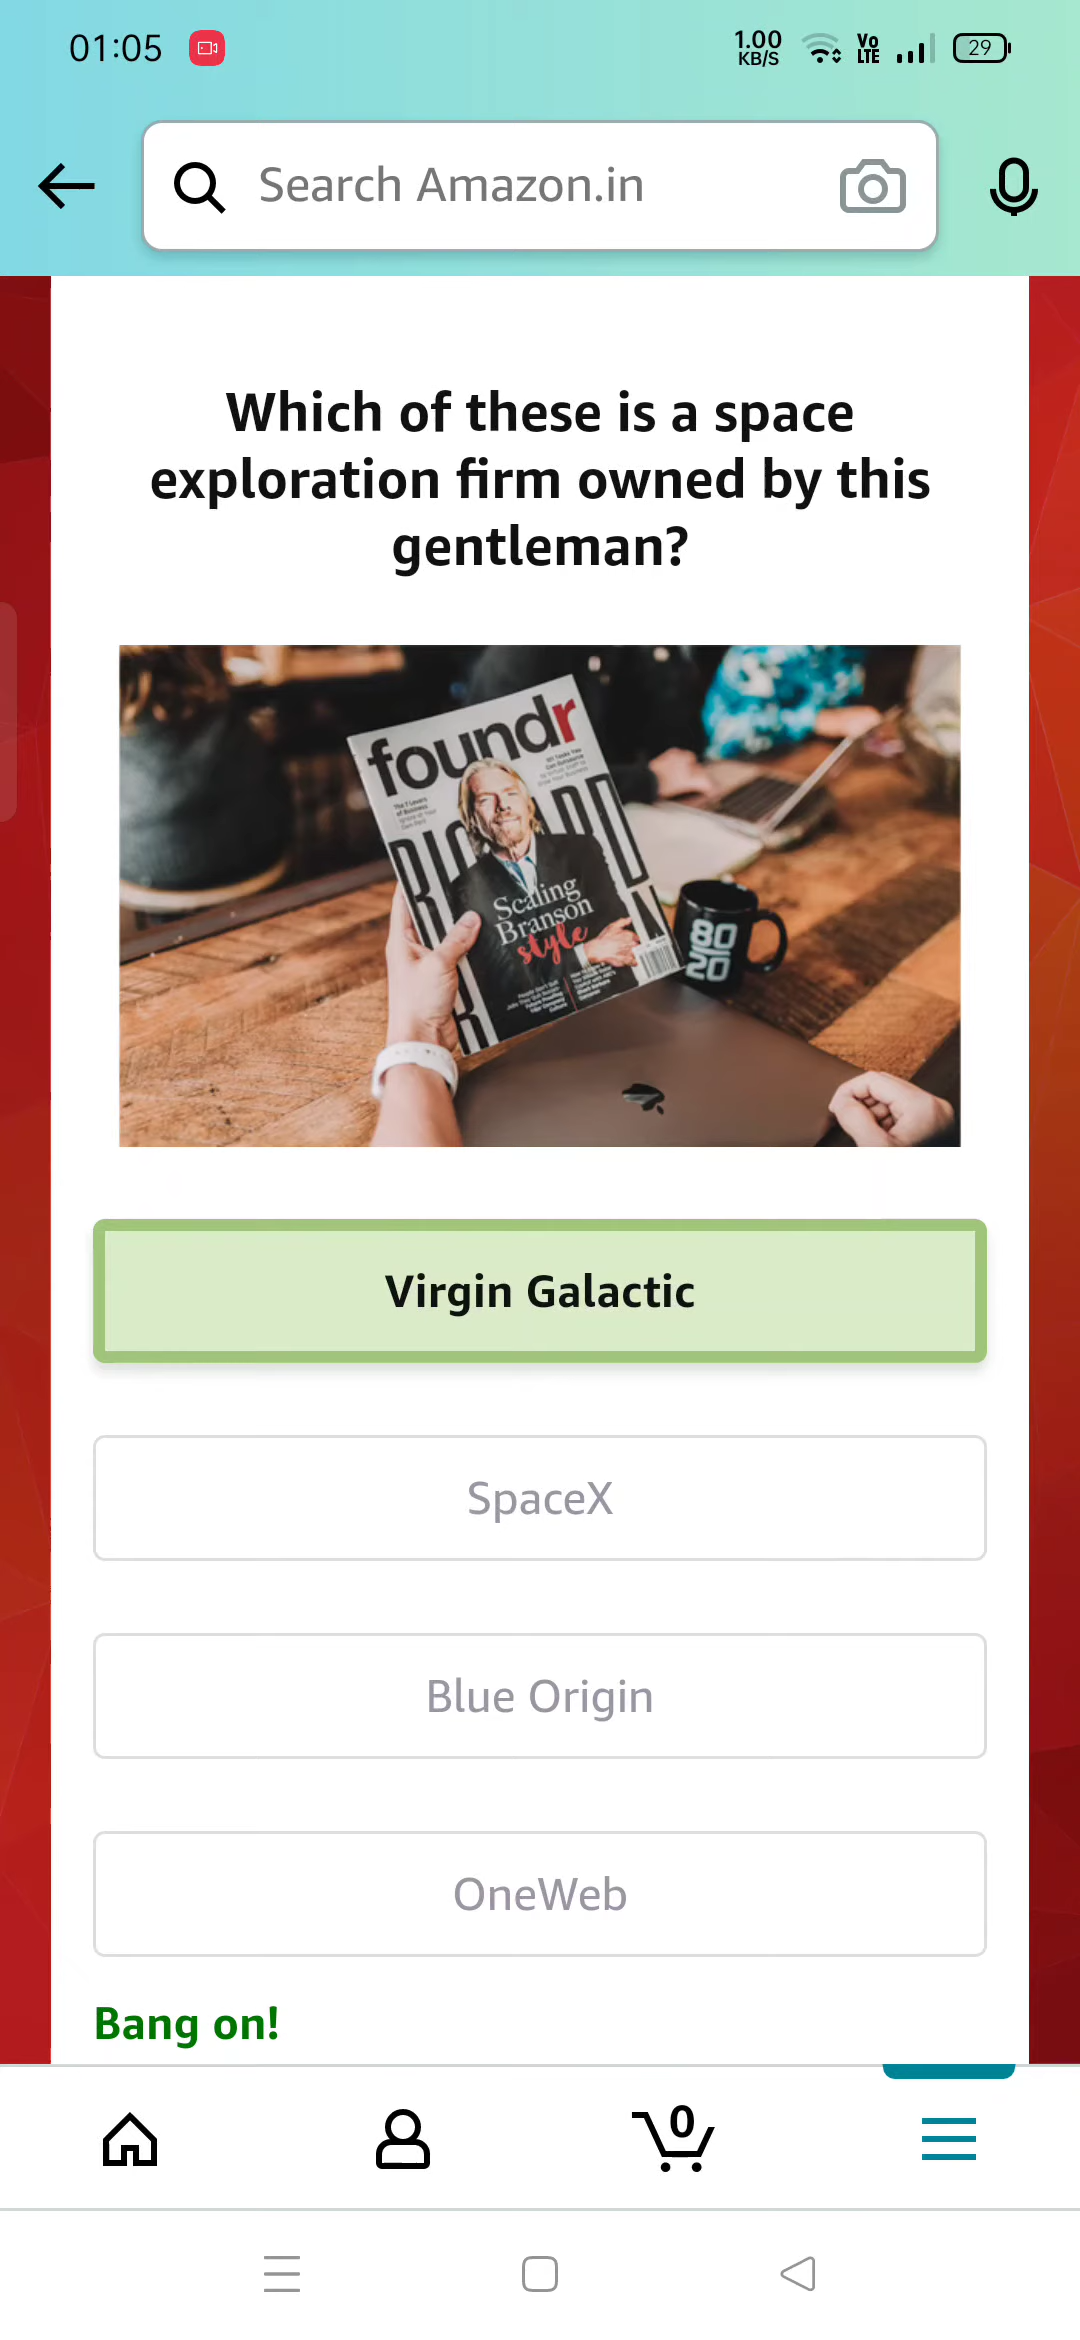 01:05
1.00
KB/S
Vo
LTE
29
Search Amazon.in
Which of these is a space
exploration firm owned by this
gentleman?
foundr
Scaling
Branson
style
80
20
Virgin Galactic
SpaceX
Blue Origin
OneWeb
Bang on!
0